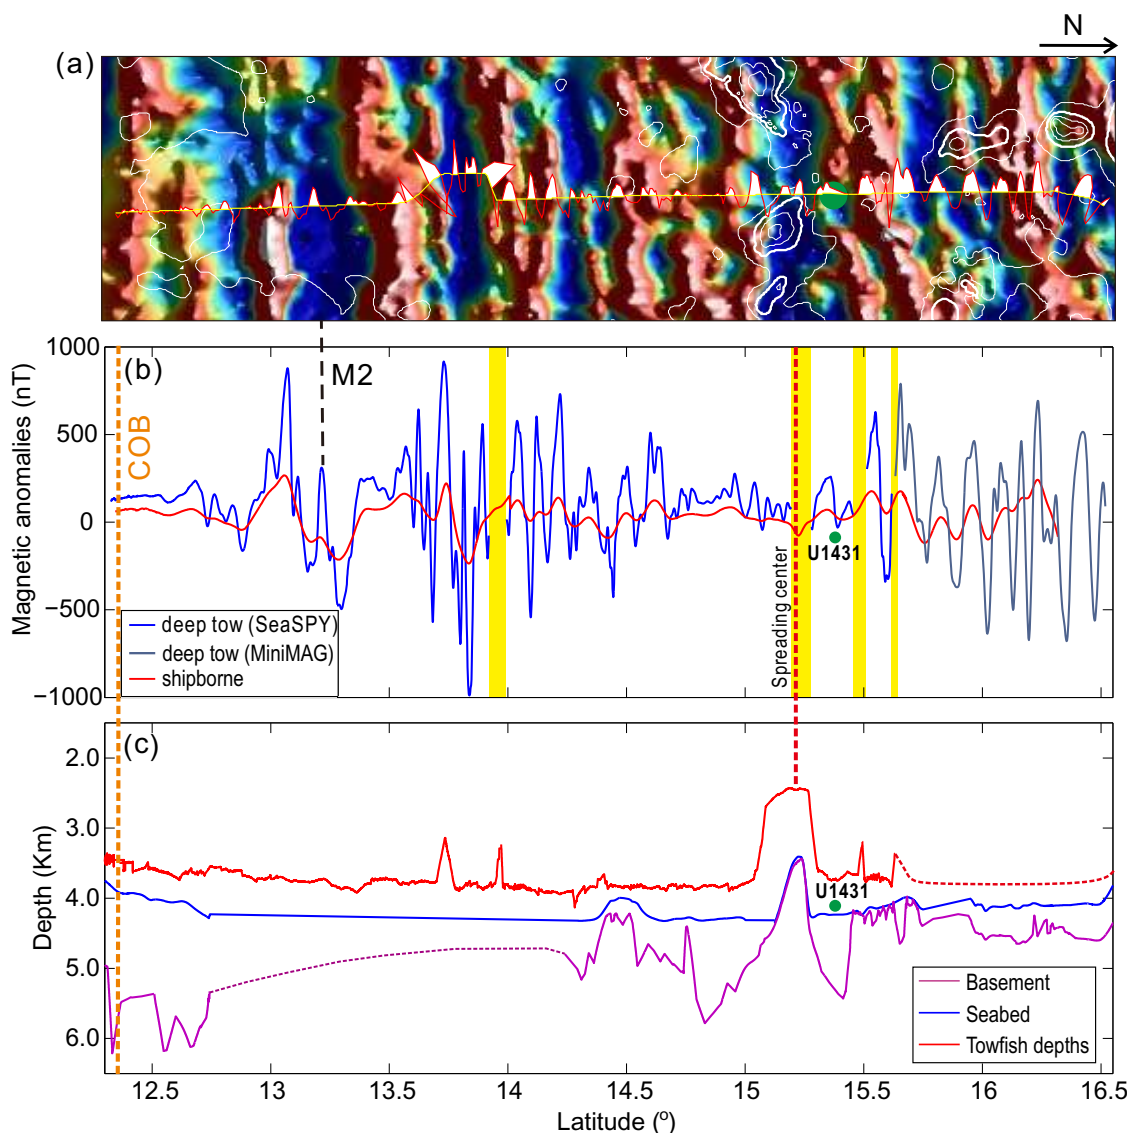 N
(a)
1000
500
0
−500
−1000
Magnetic anomalies (nT)
(b)
COB
M2
Spreading center
U1431
deep tow (SeaSPY)
deep tow (MiniMAG)
shipborne
(c)
2.0
3.0
4.0
5.0
6.0
Depth (Km)
U1431
Basement
Seabed
Towfish depths
12.5 13 13.5 14 14.5 15 15.5 16 16.5
Latitude (º)